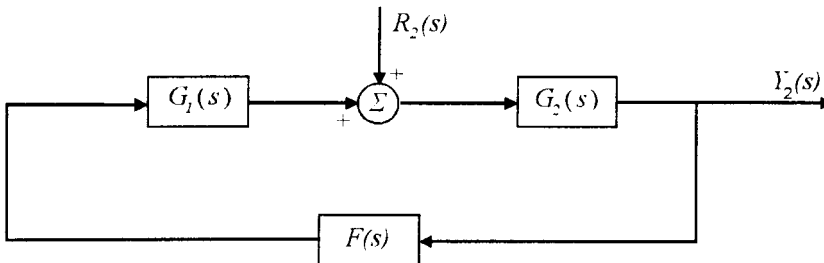 R₂(s)
+
G₁(s)
Σ
G₂(s)
Y₂(s)
+
F(s)